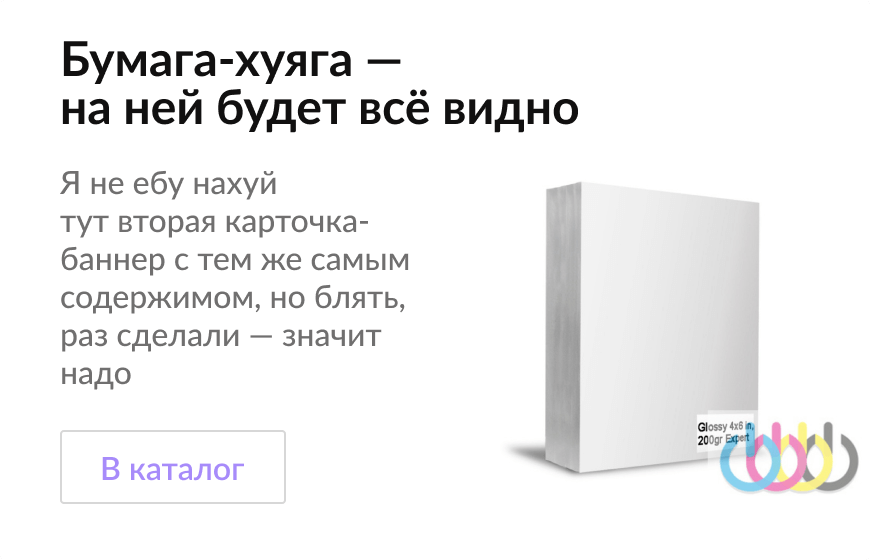 Бумага-хуяга —
на ней будет всё видно
Я не ебу нахуй
тут вторая карточка-
баннер с тем же самым
содержимом, но блять,
раз сделали — значит
надо
В каталог
Glossy 4x6 in,
200gr Expert